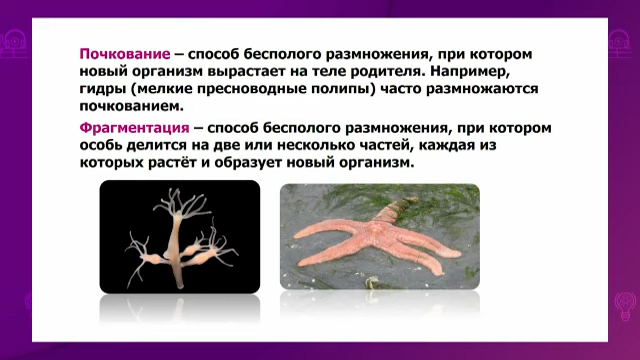 Почкование – способ бесполого размножения, при котором
новый организм вырастает на теле родителя. Например,
гидры (мелкие пресноводные полипы) часто размножаются
почкованием.
Фрагментация – способ бесполого размножения, при котором
особь делится на две или несколько частей, каждая из
которых растёт и образует новый организм.